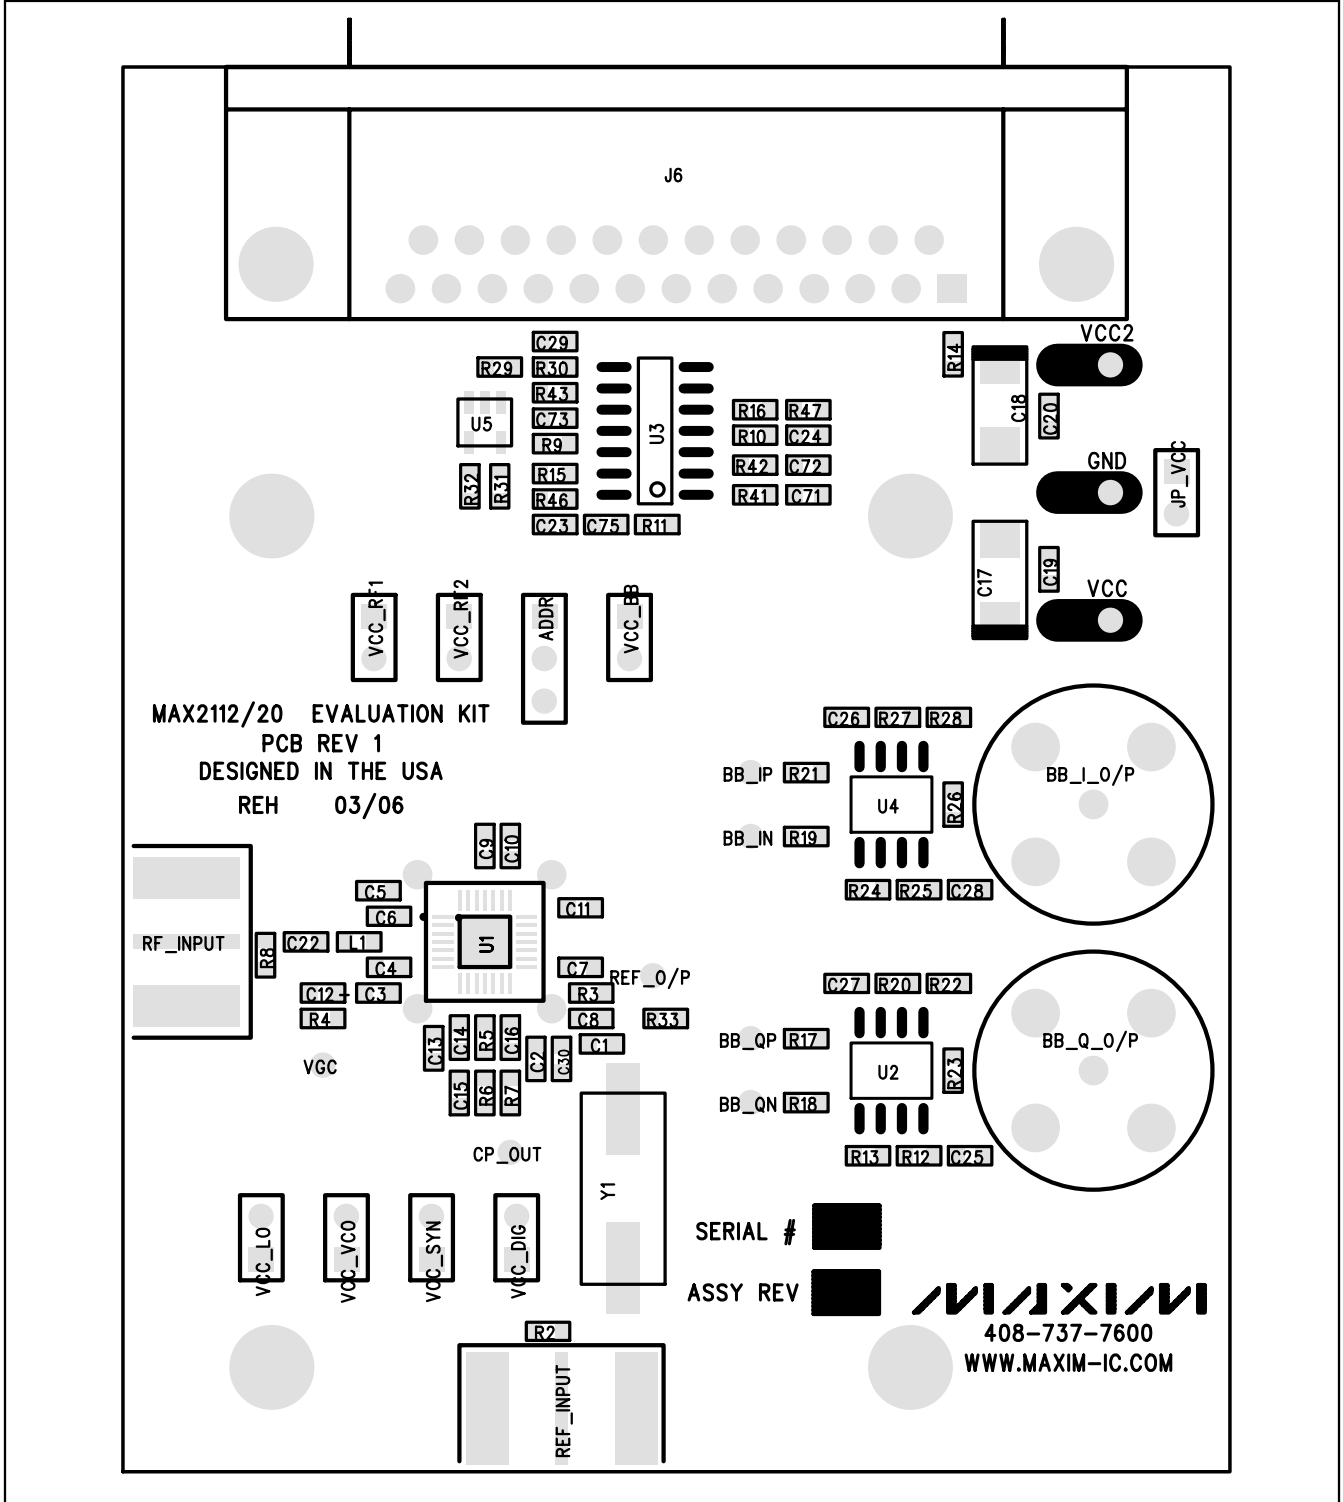 J6
VCC2
C29
R14
R29 R30
R43
C18
C20
R16 R47
U5
C73
U3
R10 C24
R9
GND
R42 C72
JP_VCC
R15
R32
R31
R41 C71
R46
C23 C75 R11
C19
C17
VCC
VCC_RF1
VCC_RF2
ADDR
VCC_BB
MAX2112/20 EVALUATION KIT
C26 R27 R28
PCB REV 1
DESIGNED IN THE USA
BB_IP R21
BB_I_O/P
REH 03/06
U4
R26
BB_IN R19
C9
C10
C5
R24 R25 C28
C6
C11
RF_INPUT
R8
C22 L1
U1
C4
C7
REF_O/P
C27 R20 R22
C12+ C3
R3
R4
C8
R33
C13
C14
R5
C16
C2
C30
C1
BB_QP R17
BB_Q_O/P
VGC
U2
R23
C15
R6
R7
BB_QN R18
CP_OUT
R13 R12 C25
Y1
SERIAL #
VCC_LO
VCC_VCO
VCC_SYN
VCC_DIG
ASSY REV
MAXIM
R2
408-737-7600
WWW.MAXIM-IC.COM
REF_INPUT